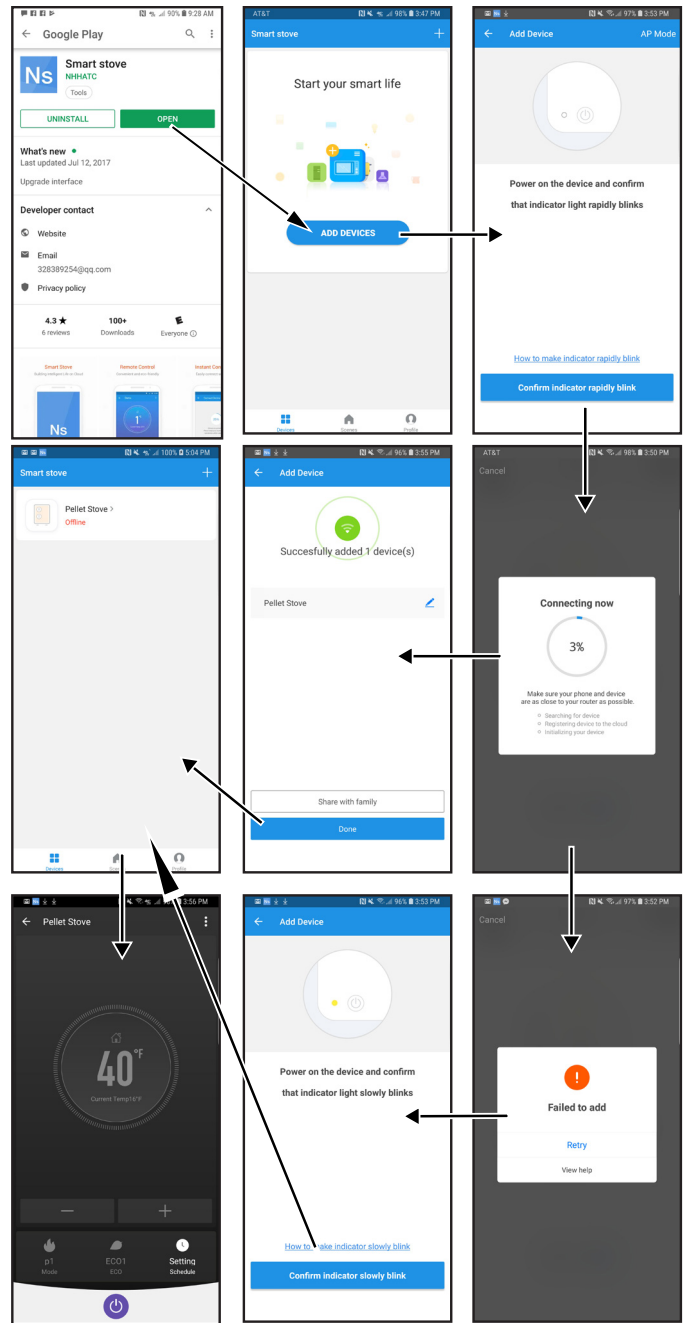 90% 9:28 AM
Google Play
Ns
Smart stove
NHHATC
Tools
UNINSTALL
OPEN
What's new
Last updated Jul 12, 2017
Upgrade interface
Developer contact
Website
Email
328389254@qq.com
Privacy policy
4.3 ★
100+
6 reviews
Downloads
Everyone
Smart Stove
Remote Control
Instant Con
Ns
AT&T
98% 3:47 PM
Smart stove
Start your smart life
ADD DEVICES
Devices
Scenes
Profile
97% 3:53 PM
Add Device
AP Mode
Power on the device and confirm
that indicator light rapidly blinks
How to make indicator rapidly blink
Confirm indicator rapidly blink
100% 5:04 PM
Smart stove
Pellet Stove >
Offline
Devices
Profile
96% 3:55 PM
Add Device
Succesfully added 1 device(s)
Pellet Stove
Share with family
Done
AT&T
98% 3:50 PM
Cancel
Connecting now
3%
Make sure your phone and device
are as close to your router as possible.
Searching for device
Registering device to the cloud
Initializing your device
3:56 PM
Pellet Stove
40°F
Current Temp16°F
p1
Mode
ECO1
ECO
Setting
Schedule
96% 3:53 PM
Add Device
Power on the device and confirm
that indicator light slowly blinks
How to make indicator slowly blink
Confirm indicator slowly blink
97% 3:52 PM
Cancel
Failed to add
Retry
View help